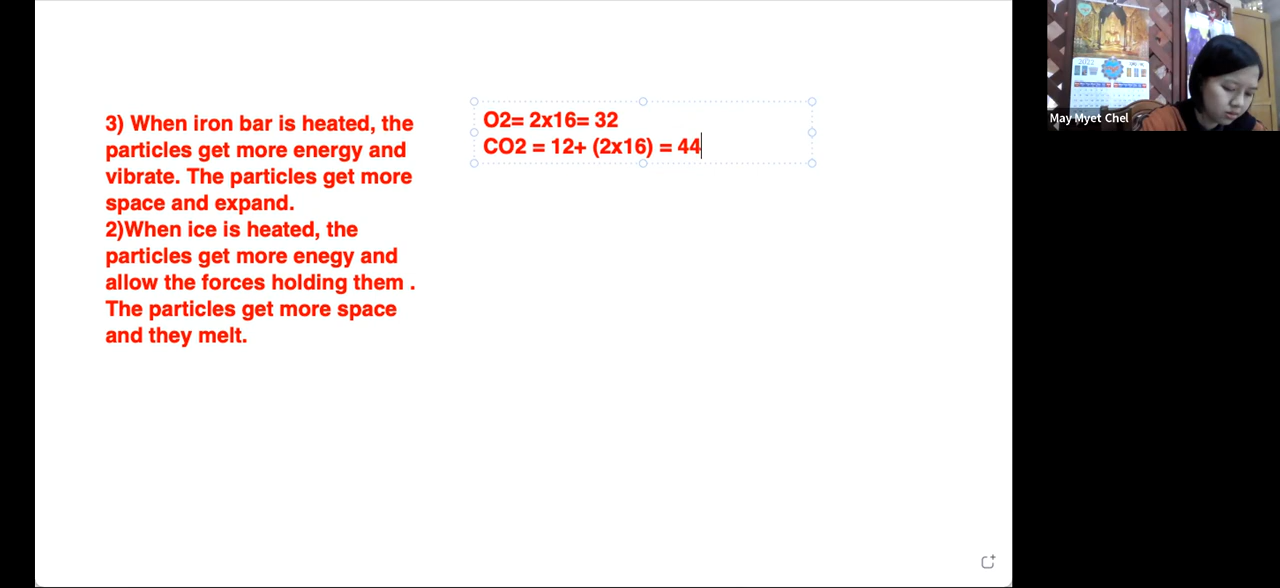 3) When iron bar is heated, the
particles get more energy and
vibrate. The particles get more
space and expand.
2)When ice is heated, the
particles get more enegy and
allow the forces holding them .
The particles get more space
and they melt.
O2= 2x16= 32
CO2 = 12+ (2x16) = 44
2022
May Myet Chel